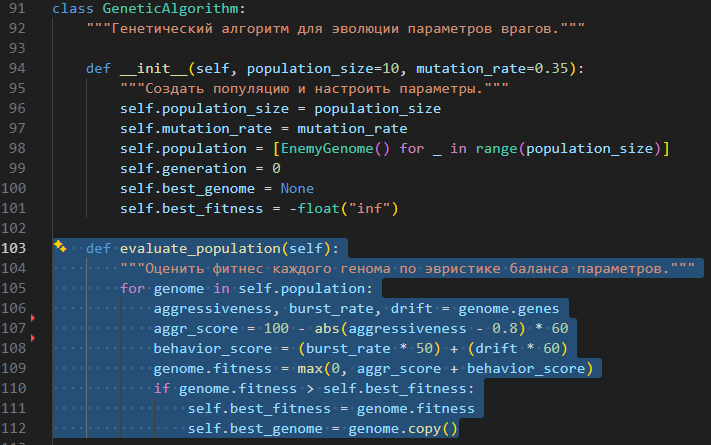 91 class GeneticAlgorithm:
92     """Генетический алгоритм для эволюции параметров врагов."""
93
94     def __init__(self, population_size=10, mutation_rate=0.35):
95         """Создать популяцию и настроить параметры."""
96         self.population_size = population_size
97         self.mutation_rate = mutation_rate
98         self.population = [EnemyGenome() for _ in range(population_size)]
99         self.generation = 0
100         self.best_genome = None
101         self.best_fitness = -float("inf")
102
103     def evaluate_population(self):
104         """Оценить фитнес каждого генома по эвристике баланса параметров."""
105         for genome in self.population:
106             aggressiveness, burst_rate, drift = genome.genes
107             aggr_score = 100 - abs(aggressiveness - 0.8) * 60
108             behavior_score = (burst_rate * 50) + (drift * 60)
109             genome.fitness = max(0, aggr_score + behavior_score)
110             if genome.fitness > self.best_fitness:
111                 self.best_fitness = genome.fitness
112                 self.best_genome = genome.copy()